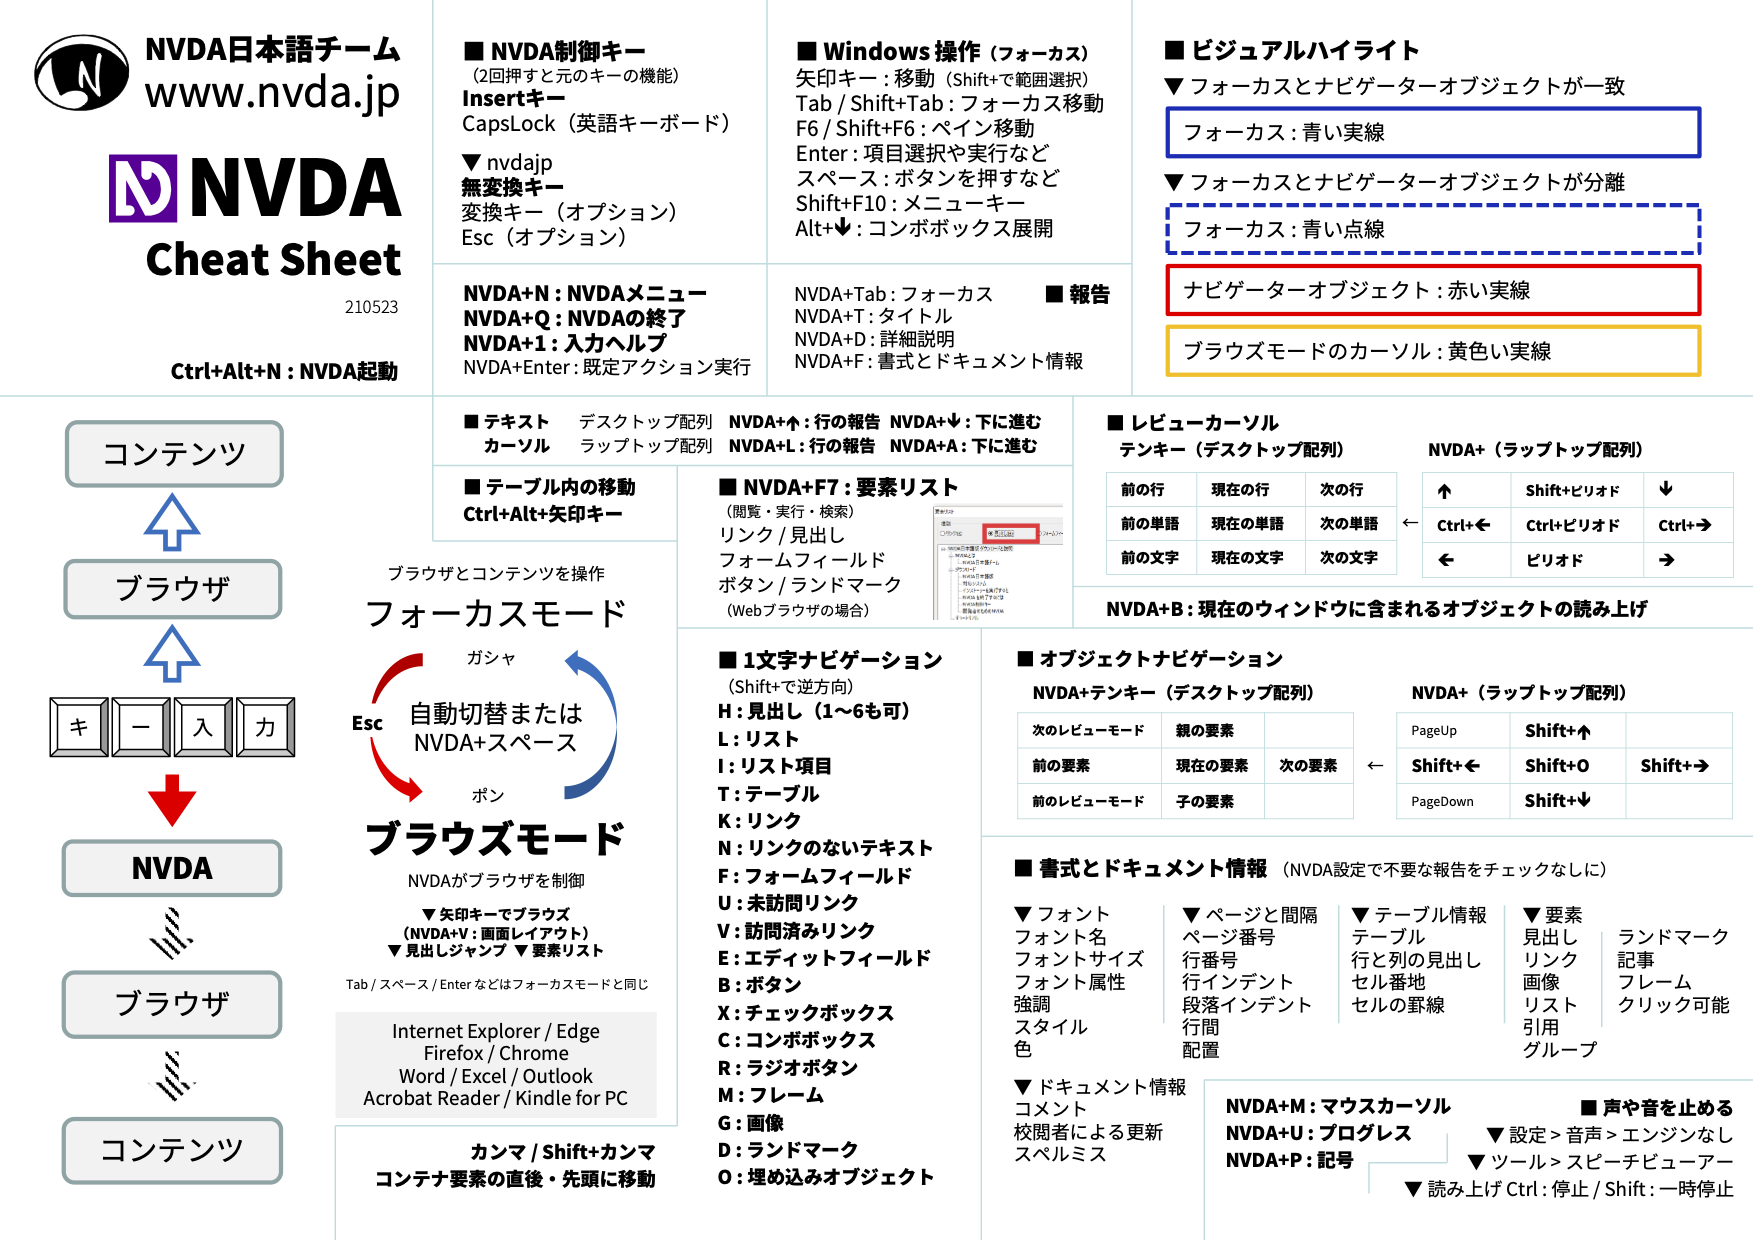 NVDA日本語チーム
www.nvda.jp
NVDA
Cheat Sheet
210523
Ctrl+Alt+N : NVDA起動
■ NVDA制御キー
（2回押すと元のキーの機能）
Insertキー
CapsLock（英語キーボード）
▼ nvdajp
無変換キー
変換キー（オプション）
Esc（オプション）
■ Windows 操作（フォーカス）
矢印キー : 移動（Shift+で範囲選択）
Tab / Shift+Tab : フォーカス移動
F6 / Shift+F6 : ペイン移動
Enter : 項目選択や実行など
スペース : ボタンを押すなど
Shift+F10 : メニューキー
Alt+↓ : コンボボックス展開
■ ビジュアルハイライト
▼ フォーカスとナビゲーターオブジェクトが一致
フォーカス : 青い実線
▼ フォーカスとナビゲーターオブジェクトが分離
フォーカス : 青い点線
ナビゲーターオブジェクト : 赤い実線
ブラウズモードのカーソル : 黄色い実線
NVDA+N : NVDAメニュー
NVDA+Q : NVDAの終了
NVDA+1 : 入力ヘルプ
NVDA+Enter : 既定アクション実行
■ 報告
NVDA+Tab : フォーカス
NVDA+T : タイトル
NVDA+D : 詳細説明
NVDA+F : 書式とドキュメント情報
■ テキスト デスクトップ配列 NVDA+↑ : 行の報告 NVDA+↓ : 下に進む
カーソル ラップトップ配列 NVDA+L : 行の報告 NVDA+A : 下に進む
■ テーブル内の移動
Ctrl+Alt+矢印キー
■ NVDA+F7 : 要素リスト
（閲覧・実行・検索）
リンク / 見出し
フォームフィールド
ボタン / ランドマーク
（Webブラウザの場合）
■ レビューカーソル
テンキー（デスクトップ配列） NVDA+（ラップトップ配列）
前の行 現在の行 次の行 ↑ Shift+ピリオド ↓
前の単語 現在の単語 次の単語 ← Ctrl+← Ctrl+ピリオド Ctrl+→
前の文字 現在の文字 次の文字 ← ピリオド →
NVDA+B : 現在のウィンドウに含まれるオブジェクトの読み上げ
コンテンツ
ブラウザ
キー入力
NVDA
ブラウザ
コンテンツ
ブラウザとコンテンツを操作
フォーカスモード
ガシャ
Esc
自動切替または
NVDA+スペース
ポン
ブラウズモード
NVDAがブラウザを制御
▼ 矢印キーでブラウズ
（NVDA+V : 画面レイアウト）
▼ 見出しジャンプ ▼ 要素リスト
Tab / スペース / Enter などはフォーカスモードと同じ
Internet Explorer / Edge
Firefox / Chrome
Word / Excel / Outlook
Acrobat Reader / Kindle for PC
カンマ / Shift+カンマ
コンテナ要素の直後・先頭に移動
■ 1文字ナビゲーション
（Shift+で逆方向）
H : 見出し（1〜6も可）
L : リスト
I : リスト項目
T : テーブル
K : リンク
N : リンクのないテキスト
F : フォームフィールド
U : 未訪問リンク
V : 訪問済みリンク
E : エディットフィールド
B : ボタン
X : チェックボックス
C : コンボボックス
R : ラジオボタン
M : フレーム
G : 画像
D : ランドマーク
O : 埋め込みオブジェクト
■ オブジェクトナビゲーション
NVDA+テンキー（デスクトップ配列） NVDA+（ラップトップ配列）
次のレビューモード 親の要素 PageUp Shift+↑
前の要素 現在の要素 次の要素 ← Shift+← Shift+O Shift+→
前のレビューモード 子の要素 PageDown Shift+↓
■ 書式とドキュメント情報（NVDA設定で不要な報告をチェックなしに）
▼ フォント
フォント名
フォントサイズ
フォント属性
強調
スタイル
色
▼ ページと間隔
ページ番号
行番号
行インデント
段落インデント
行間
配置
▼ テーブル情報
テーブル
行と列の見出し
セル番地
セルの罫線
▼ 要素
見出し
リンク
画像
リスト
引用
グループ
ランドマーク
記事
フレーム
クリック可能
▼ ドキュメント情報
コメント
校閲者による更新
スペルミス
NVDA+M : マウスカーソル
NVDA+U : プログレス
NVDA+P : 記号
■ 声や音を止める
▼ 設定 > 音声 > エンジンなし
▼ ツール > スピーチビューアー
▼ 読み上げ Ctrl : 停止 / Shift : 一時停止